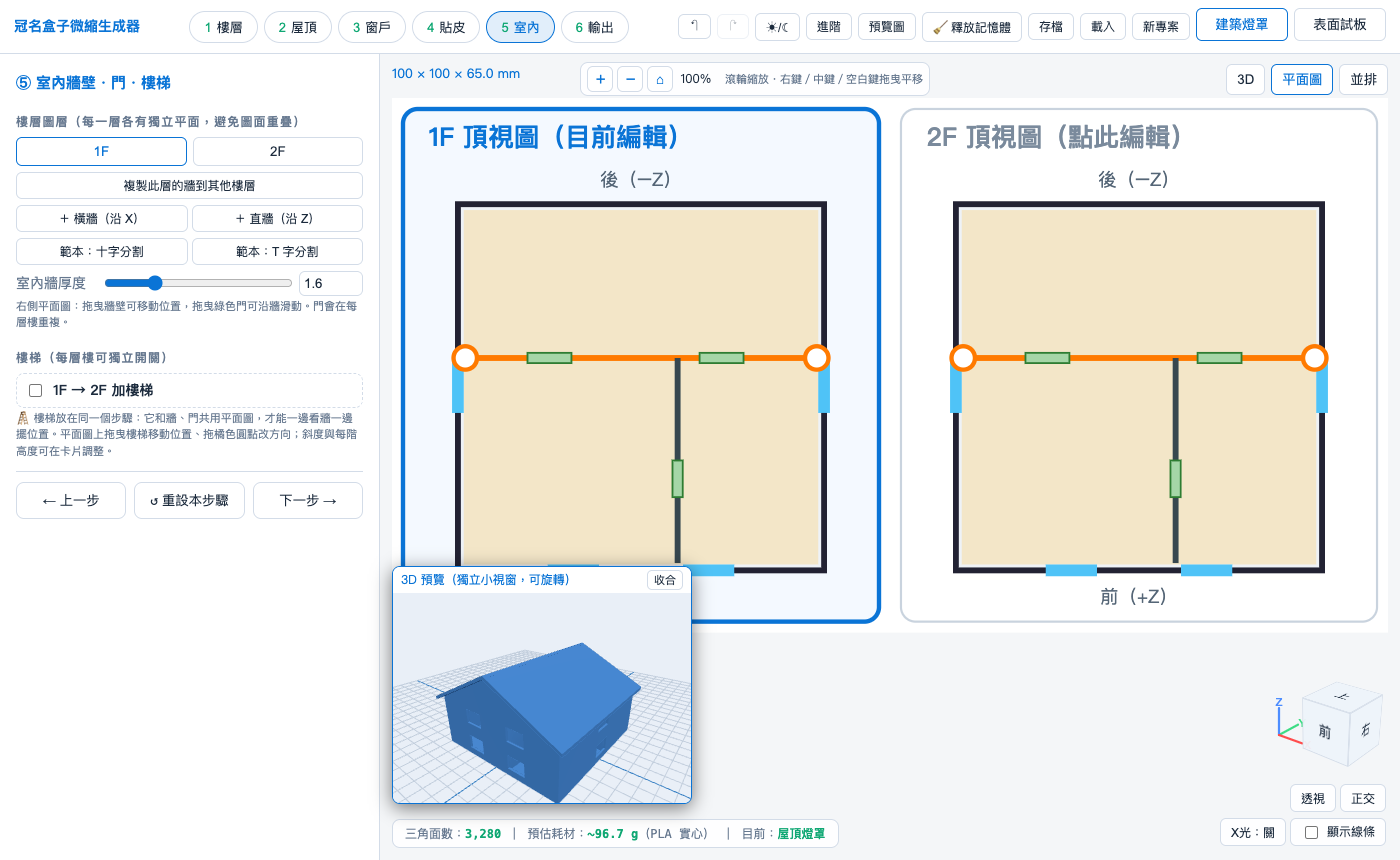 冠名盒子微縮生成器
1 樓層
2 屋頂
3 窗戶
4 貼皮
5 室內
6 輸出
↰
↱
☀/☾
進階
預覽圖
🧹 釋放記憶體
存檔
載入
新專案
建築燈罩
表面試板
⑤ 室內牆壁 · 門 · 樓梯
樓層圖層（每一層各有獨立平面，避免圖面重疊）
1F
2F
複製此層的牆到其他樓層
＋ 橫牆（沿 X）
＋ 直牆（沿 Z）
範本：十字分割
範本：T 字分割
室內牆厚度
1.6
右側平面圖：拖曳牆壁可移動位置，拖曳綠色門可沿牆滑動。門會在每
層樓重複。
樓梯（每層樓可獨立開關）
1F → 2F 加樓梯
🪜 樓梯放在同一個步驟：它和牆、門共用平面圖，才能一邊看牆一邊
擺位置。平面圖上拖曳樓梯移動位置、拖橘色圓點改方向；斜度與每階
高度可在卡片調整。
← 上一步
↺ 重設本步驟
下一步 →
100 × 100 × 65.0 mm
+
−
⌂
100%
滾輪縮放 · 右鍵 / 中鍵 / 空白鍵拖曳平移
3D
平面圖
並排
1F 頂視圖（目前編輯）
後（−Z）
2F 頂視圖（點此編輯）
後（−Z）
前（+Z）
3D 預覽（獨立小視窗，可旋轉）
收合
Z
上
前
右
透視
正交
X光：關
顯示線條
三角面數：3,280 | 預估耗材：~96.7 g (PLA 實心) | 目前：屋頂燈罩